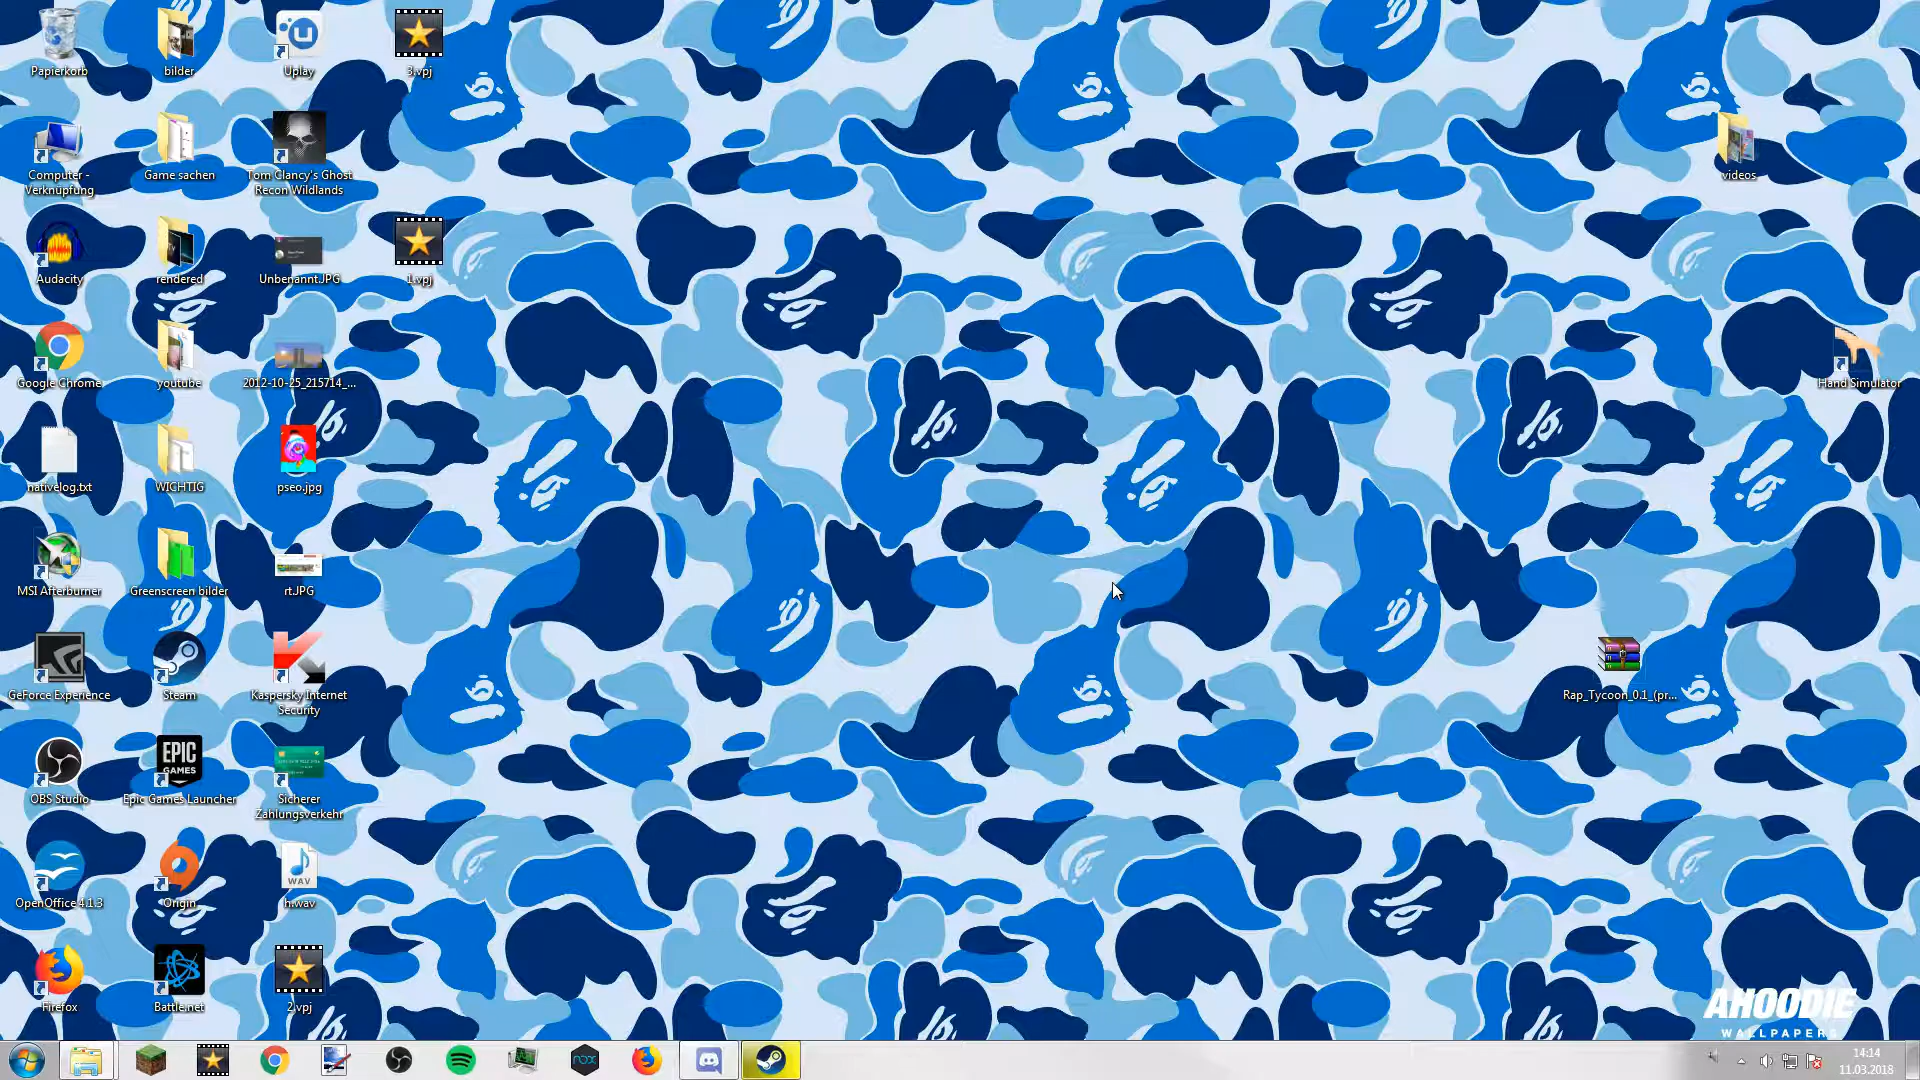 Papierkorb
bilder
Uplay
3.vpj
Computer -
Verknüpfung
Game sachen
Tom Clancy's Ghost
Recon Wildlands
videos
Audacity
rendered
Unbenannt.JPG
1.vpj
Google Chrome
youtube
2012-10-25_215714_...
Hand Simulator
nativelog.txt
WICHTIG
pseo.jpg
MSI Afterburner
Greenscreen bilder
rt.JPG
GeForce Experience
Steam
Kaspersky Internet
Security
Rap_Tycoon_0.1_(pr...
EPIC
GAMES
OBS Studio
Epic Games Launcher
Sicherer
Zahlungsverkehr
WAV
OpenOffice 4.1.3
Origin
h.wav
Firefox
Battle.net
2.vpj
AHOODIE
WALLPAPERS
nox
14:14
11.03.2018